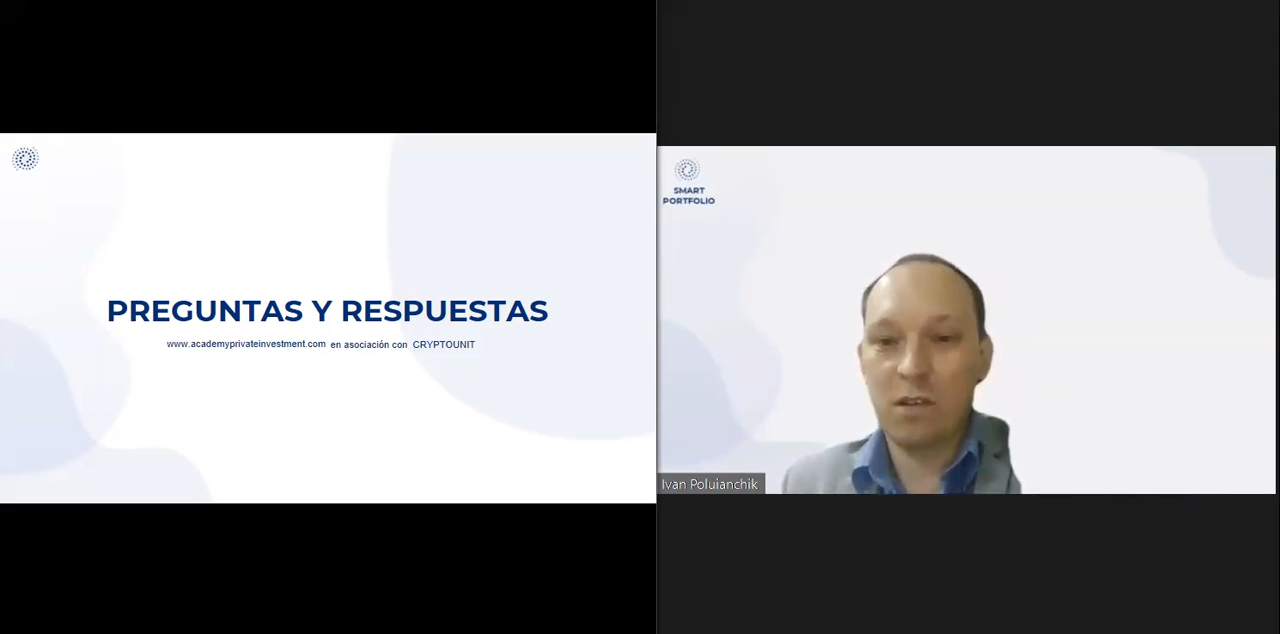 PREGUNTAS Y RESPUESTAS
www.academyprivateinvestment.com en asociación con CRYPTOUNIT
SMART
PORTFOLIO
Ivan Poluianchik